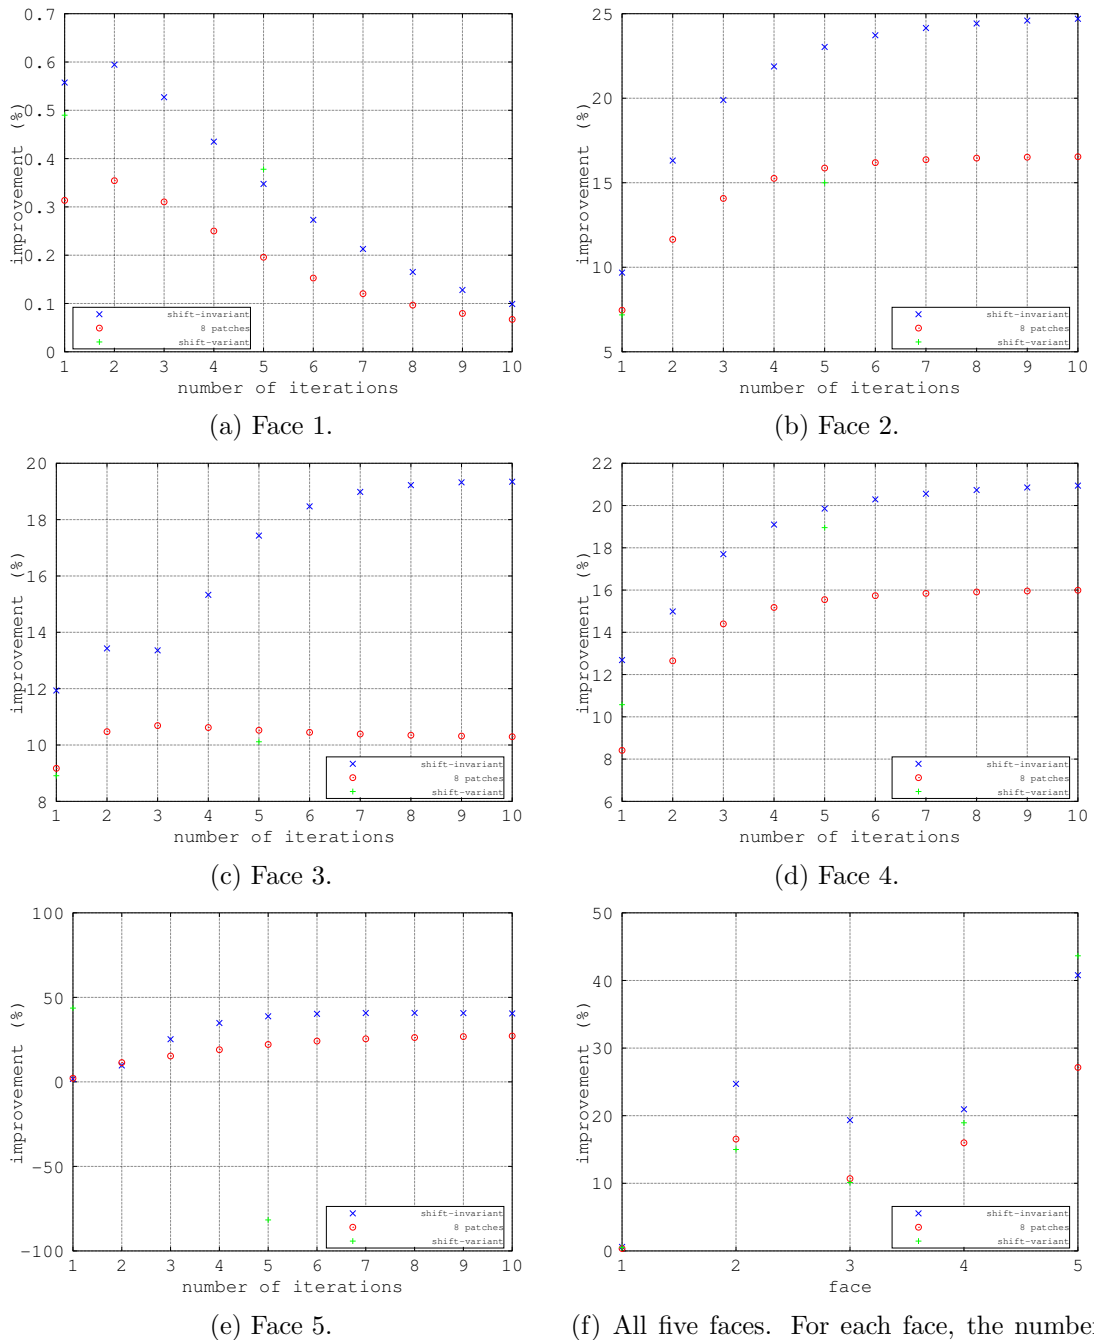 0.7
0.6
0.5
0.4
0.3
0.2
0.1
0
improvement (%)
shift-invariant
8 patches
shift-variant
1 2 3 4 5 6 7 8 9 10
number of iterations
(a) Face 1.
25
20
15
10
5
improvement (%)
shift-invariant
8 patches
shift-variant
1 2 3 4 5 6 7 8 9 10
number of iterations
(b) Face 2.
20
18
16
14
12
10
8
improvement (%)
shift-invariant
8 patches
shift-variant
1 2 3 4 5 6 7 8 9 10
number of iterations
(c) Face 3.
22
20
18
16
14
12
10
8
6
improvement (%)
shift-invariant
8 patches
shift-variant
1 2 3 4 5 6 7 8 9 10
number of iterations
(d) Face 4.
100
50
0
-50
-100
improvement (%)
shift-invariant
8 patches
shift-variant
1 2 3 4 5 6 7 8 9 10
number of iterations
(e) Face 5.
50
40
30
20
10
0
improvement (%)
shift-invariant
8 patches
shift-variant
1 2 3 4 5
face
(f) All five faces. For each face, the number